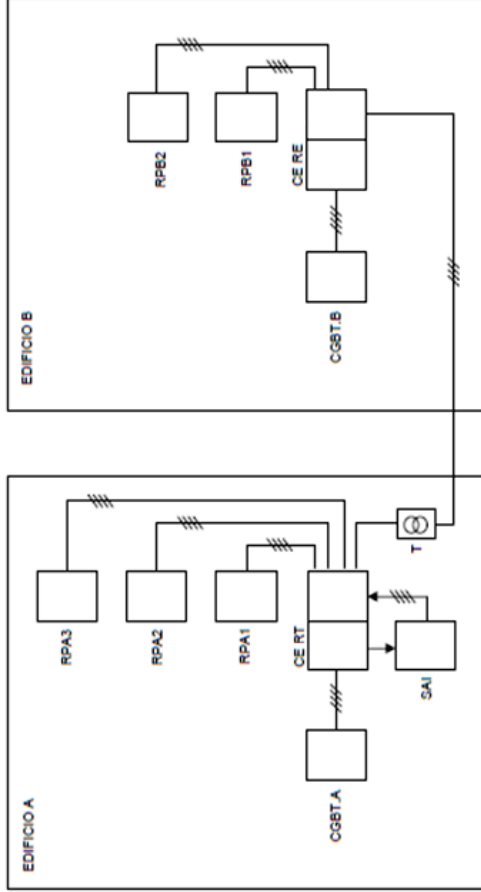 EDIFICIO A
CGBT.A
CE RT
SAI
RPA1
RPA2
RPA3
T
EDIFICIO B
CGBT.B
CE RE
RPB1
RPB2